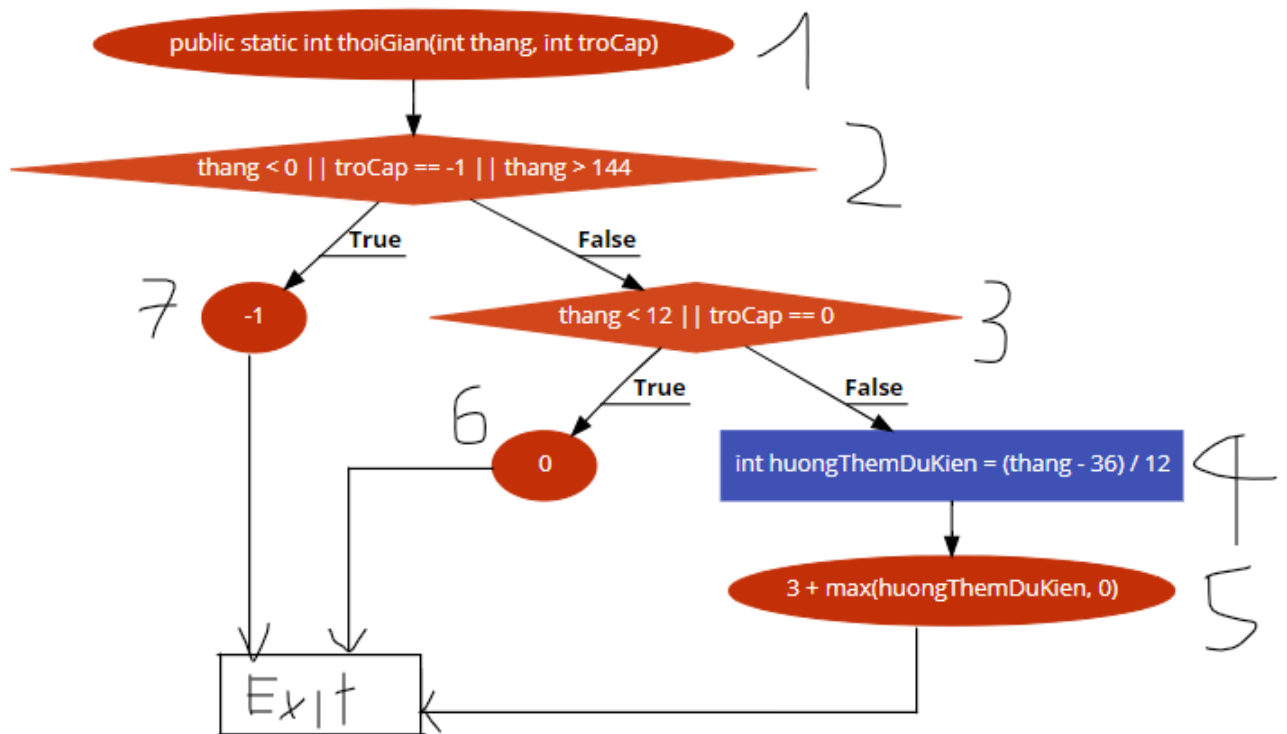 public static int thoiGian(int thang, int troCap)
1
thang < 0 || troCap == -1 || thang > 144
2
True
False
7
-1
thang < 12 || troCap == 0
3
True
False
6
0
int huongThemDuKien = (thang - 36) / 12
4
3 + max(huongThemDuKien, 0)
5
Exit